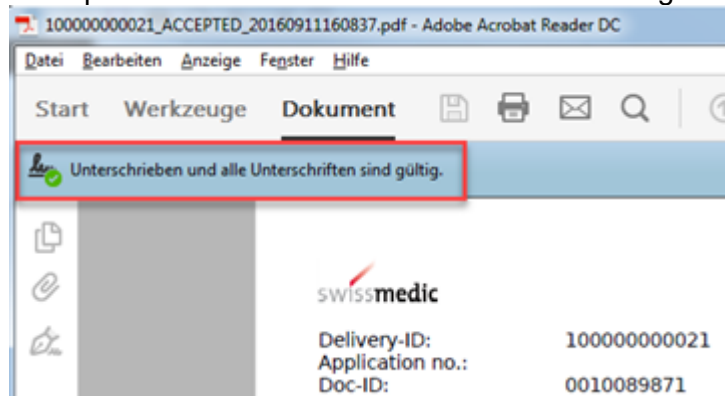 100000000021_ACCEPTED_20160911160837.pdf - Adobe Acrobat Reader DC
Datei Bearbeiten Anzeige Fenster Hilfe
Start Werkzeuge Dokument
Unterschrieben und alle Unterschriften sind gültig.
swissmedic
Delivery-ID: 100000000021
Application no.:
Doc-ID: 0010089871